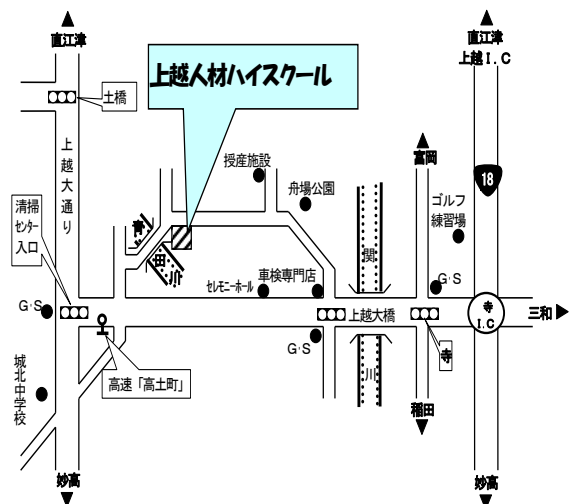 直江津
土橋
上越大通り
清掃
センター
入口
G・S
城北中学校
妙高
高速「高土町」
上越人材ハイスクール
授産施設
舟場公園
青
田
川
セレモニーホール
車検専門店
G・S
上越大橋
関
川
富岡
ゴルフ
練習場
G・S
寺
稲田
直江津
上越I.C
18
寺
I.C
三和
妙高